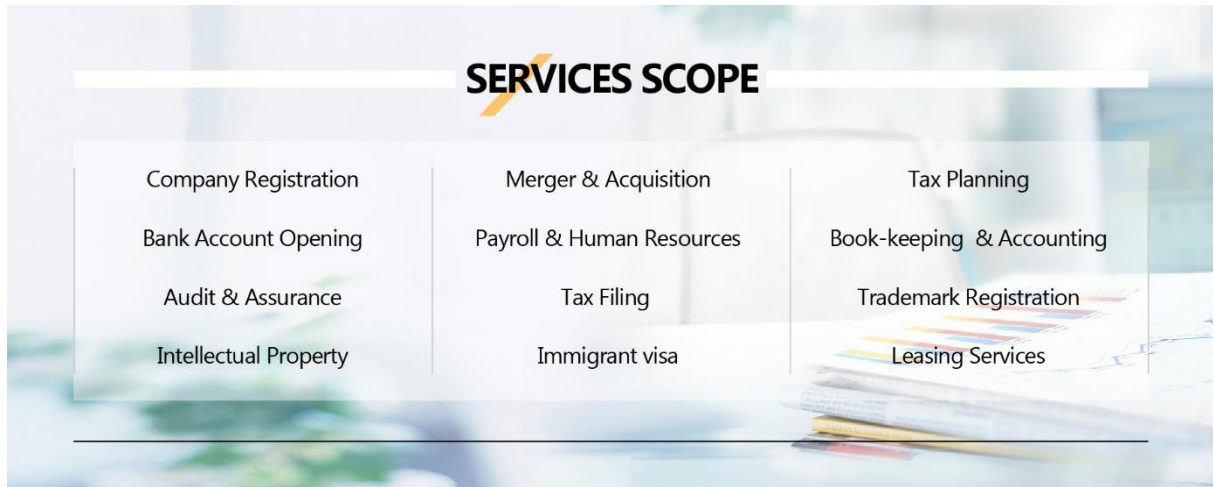 SERVICES SCOPE
Company Registration
Merger & Acquisition
Tax Planning
Bank Account Opening
Payroll & Human Resources
Book-keeping & Accounting
Audit & Assurance
Tax Filing
Trademark Registration
Intellectual Property
Immigrant visa
Leasing Services